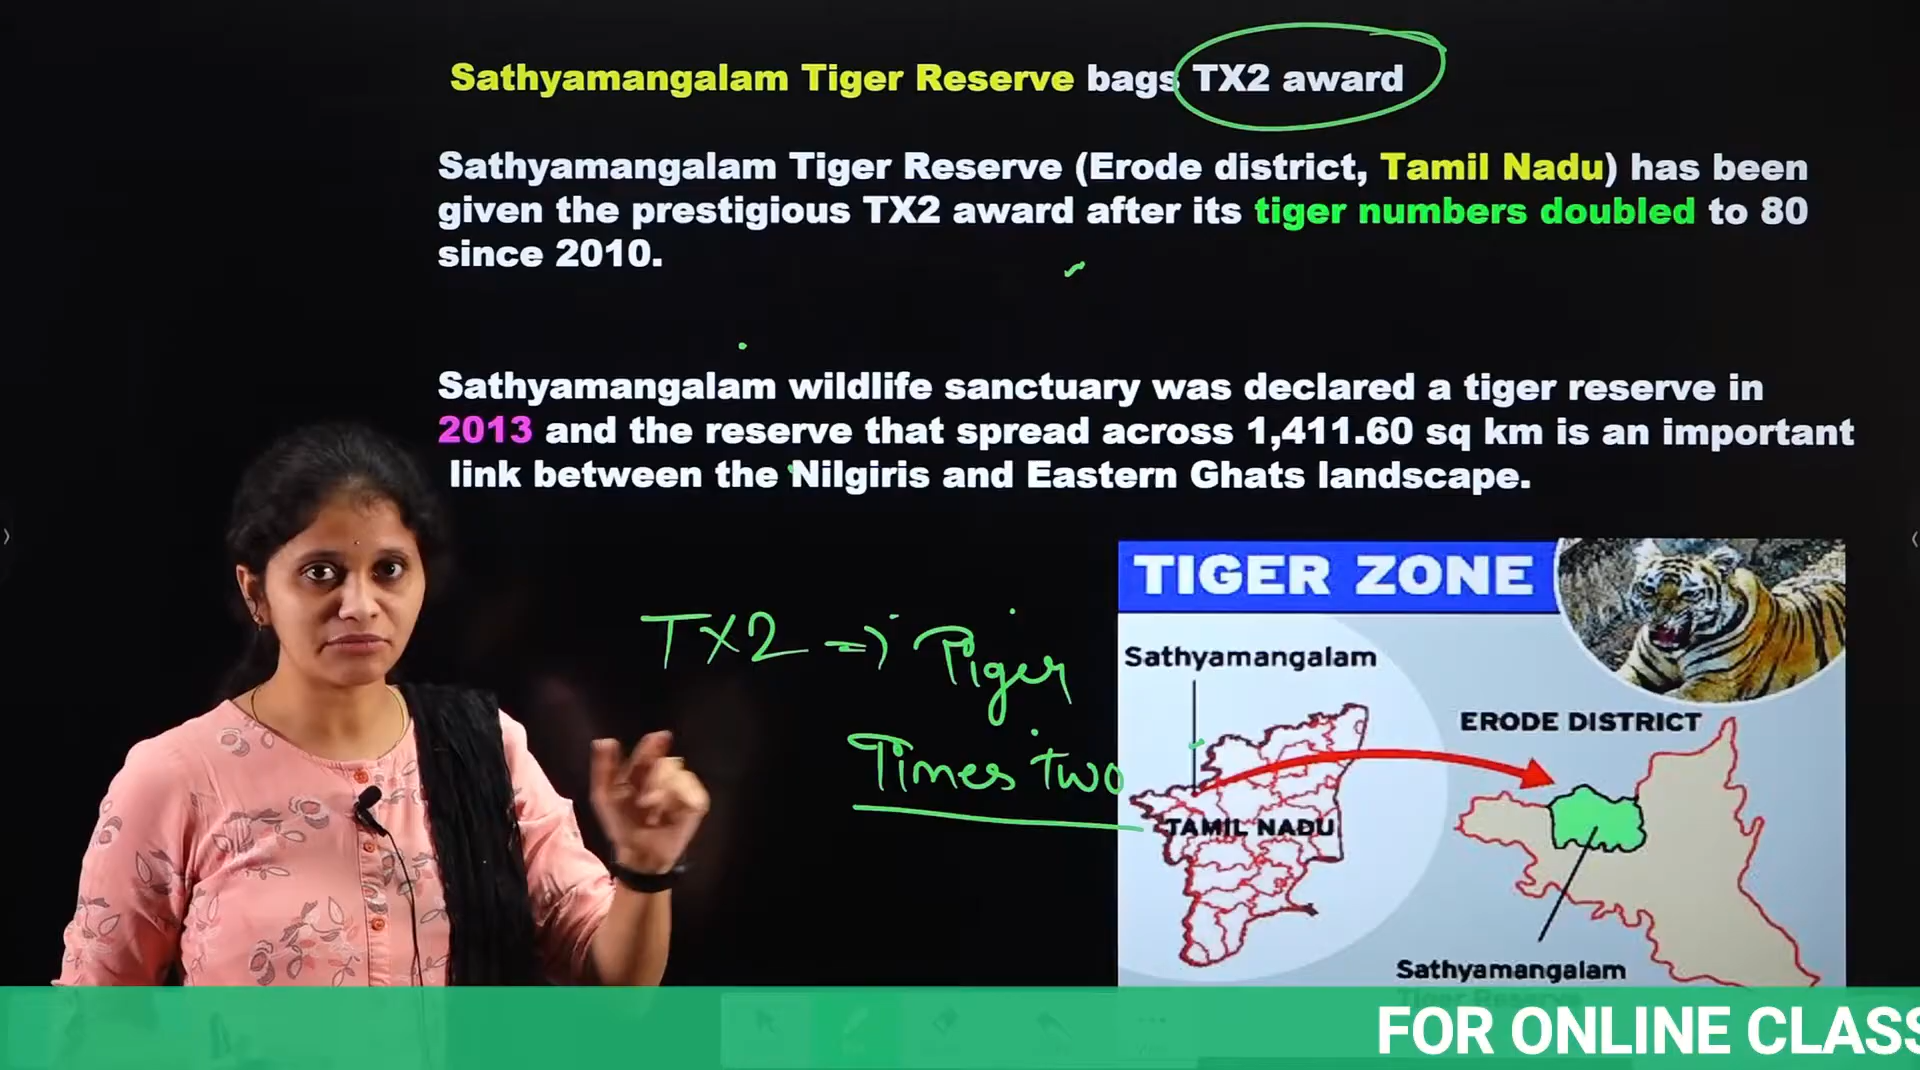 Sathyamangalam Tiger Reserve bags TX2 award
Sathyamangalam Tiger Reserve (Erode district, Tamil Nadu) has been
given the prestigious TX2 award after its tiger numbers doubled to 80
since 2010.
Sathyamangalam wildlife sanctuary was declared a tiger reserve in
2013 and the reserve that spread across 1,411.60 sq km is an important
link between the Nilgiris and Eastern Ghats landscape.
TX2 => Tiger
Times two
TIGER ZONE
Sathyamangalam
ERODE DISTRICT
TAMIL NADU
Sathyamangalam
Tiger Reserve
FOR ONLINE CLASS